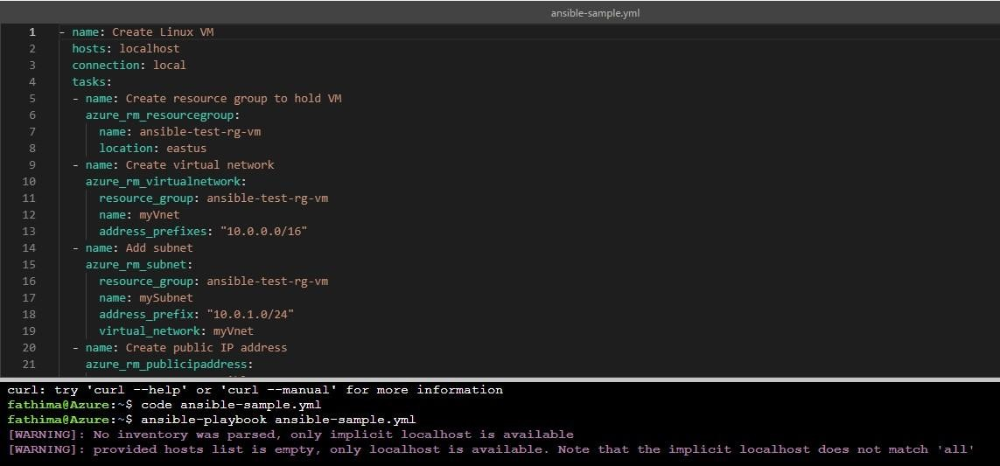 ansible-sample.yml
1 - name: Create Linux VM
2 hosts: localhost
3 connection: local
4 tasks:
5 - name: Create resource group to hold VM
6 azure_rm_resourcegroup:
7 name: ansible-test-rg-vm
8 location: eastus
9 - name: Create virtual network
10 azure_rm_virtualnetwork:
11 resource_group: ansible-test-rg-vm
12 name: myVnet
13 address_prefixes: "10.0.0.0/16"
14 - name: Add subnet
15 azure_rm_subnet:
16 resource_group: ansible-test-rg-vm
17 name: mySubnet
18 address_prefix: "10.0.1.0/24"
19 virtual_network: myVnet
20 - name: Create public IP address
21 azure_rm_publicipaddress:
curl: try 'curl --help' or 'curl --manual' for more information
fathima@Azure:~$ code ansible-sample.yml
fathima@Azure:~$ ansible-playbook ansible-sample.yml
[WARNING]: No inventory was parsed, only implicit localhost is available
[WARNING]: provided hosts list is empty, only localhost is available. Note that the implicit localhost does not match 'all'